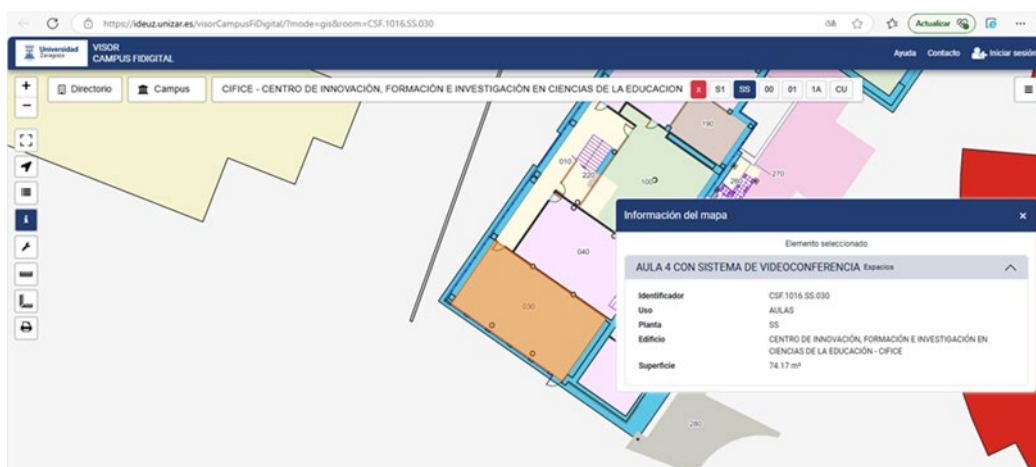 https://ideuz.unizar.es/visorCampusFiDigital/?mode=gis&room=CSF.1016.SS.030
Actualizar
Universidad
Zaragoza
VISOR
CAMPUS FIDIGITAL
Ayuda Contacto Iniciar sesión
Directorio Campus CIFICE - CENTRO DE INNOVACIÓN, FORMACIÓN E INVESTIGACIÓN EN CIENCIAS DE LA EDUCACION x S1 SS 00 01 1A CU
190
010
220
100
260
270
040
030
280
Información del mapa x
Elemento seleccionado
AULA 4 CON SISTEMA DE VIDEOCONFERENCIA Espacios
Identificador CSF.1016.SS.030
Uso AULAS
Planta SS
Edificio CENTRO DE INNOVACIÓN, FORMACIÓN E INVESTIGACIÓN EN
CIENCIAS DE LA EDUCACIÓN - CIFICE
Superficie 74.17 m²